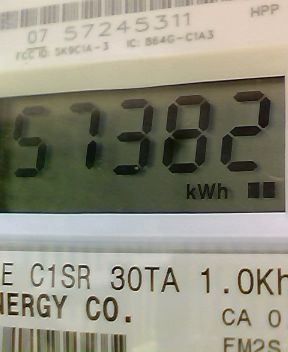 HPP
07 57245311
FCC ID: SK9C1A-3 IC: 864G-C1A3
57382
kWh
E C1SR 30TA 1.0Kh
NERGY CO.
CA 0
FM2S